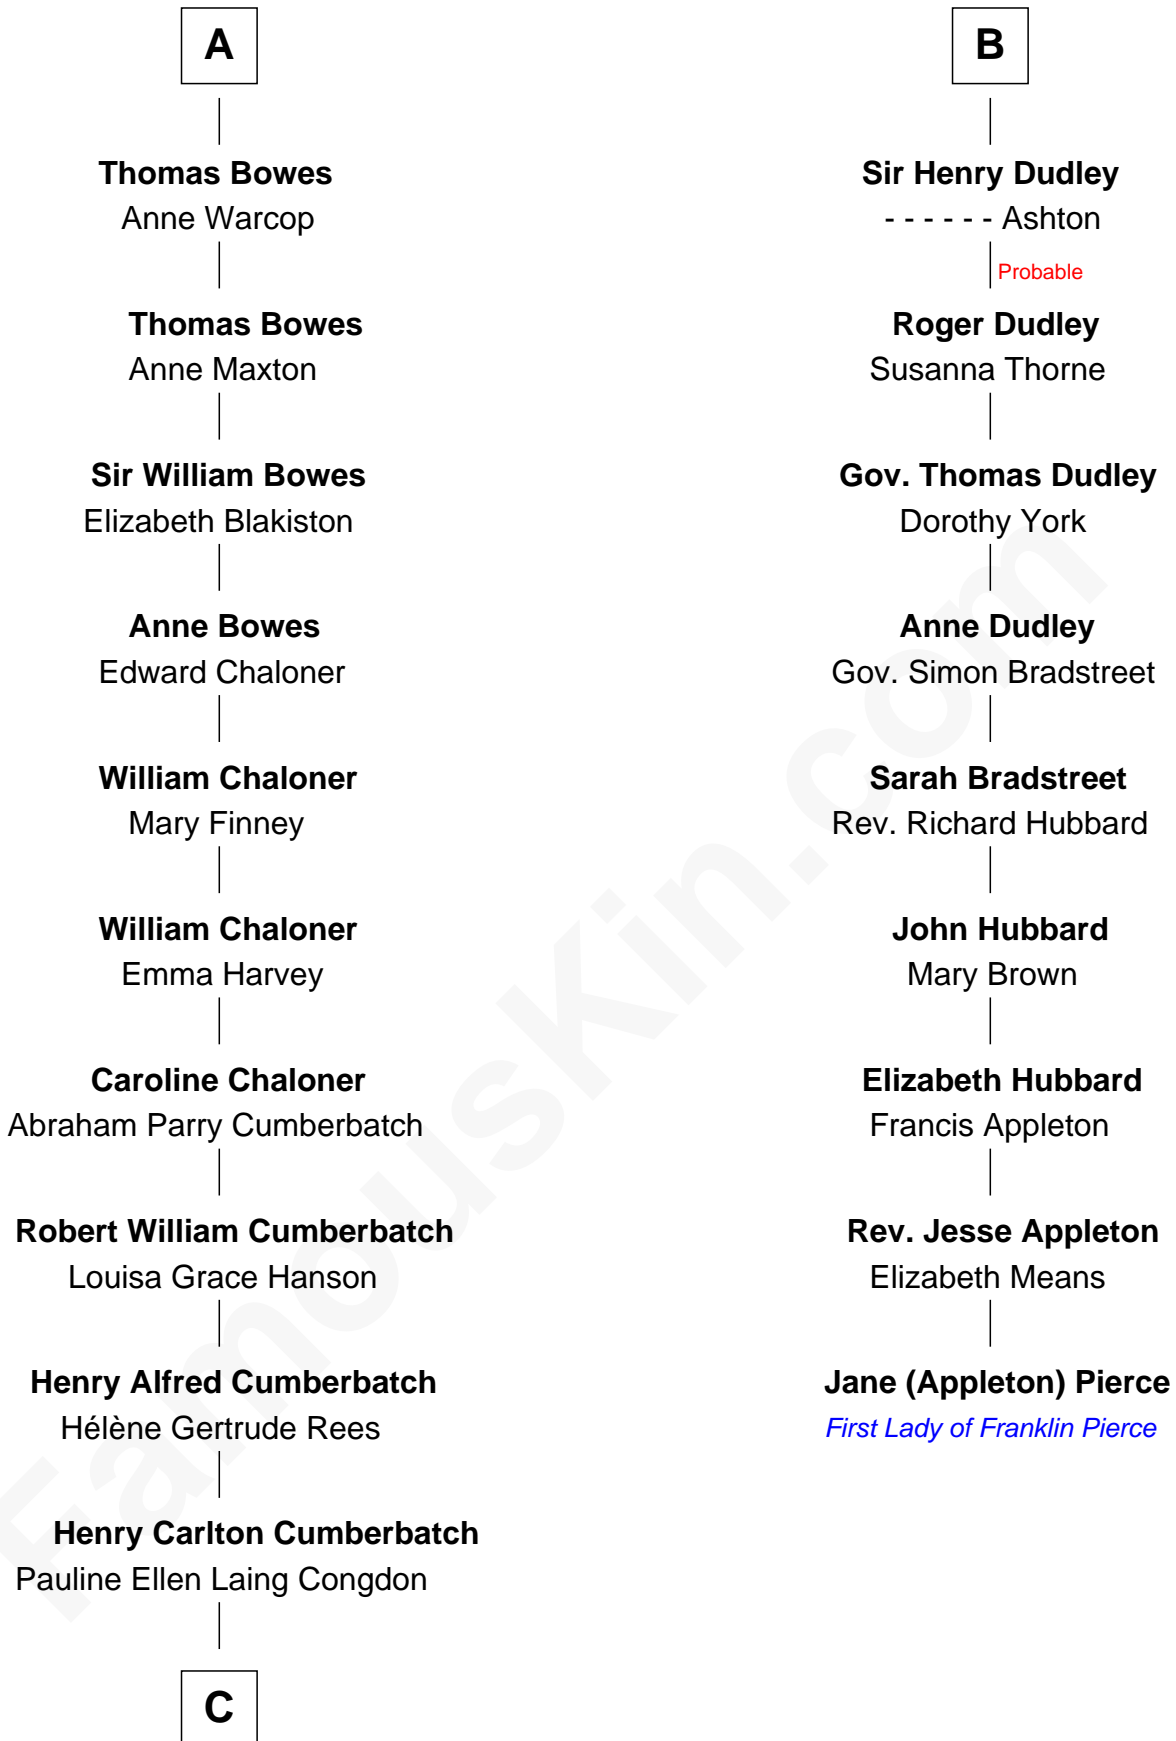 A
Thomas Bowes
Anne Warcop
Thomas Bowes
Anne Maxton
Sir William Bowes
Elizabeth Blakiston
Anne Bowes
Edward Chaloner
William Chaloner
Mary Finney
William Chaloner
Emma Harvey
Caroline Chaloner
Abraham Parry Cumberbatch
Robert William Cumberbatch
Louisa Grace Hanson
Henry Alfred Cumberbatch
Hélène Gertrude Rees
Henry Carlton Cumberbatch
Pauline Ellen Laing Congdon
C
B
Sir Henry Dudley
- - - - - - Ashton
Probable
Roger Dudley
Susanna Thorne
Gov. Thomas Dudley
Dorothy York
Anne Dudley
Gov. Simon Bradstreet
Sarah Bradstreet
Rev. Richard Hubbard
John Hubbard
Mary Brown
Elizabeth Hubbard
Francis Appleton
Rev. Jesse Appleton
Elizabeth Means
Jane (Appleton) Pierce
First Lady of Franklin Pierce
FamousKin.com